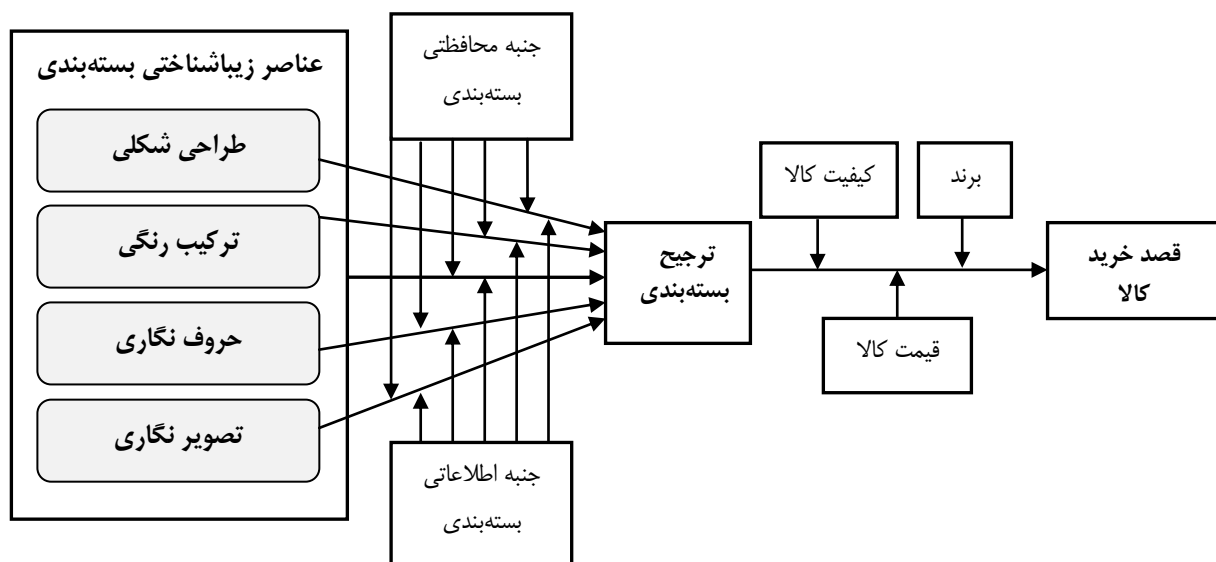 عناصر زیباشناختی بسته‌بندی
طراحی شکلی
ترکیب رنگی
حروف نگاری
تصویر نگاری
جنبه محافظتی
بسته‌بندی
جنبه اطلاعاتی
بسته‌بندی
ترجیح
بسته‌بندی
کیفیت کالا
برند
قیمت کالا
قصد خرید
کالا